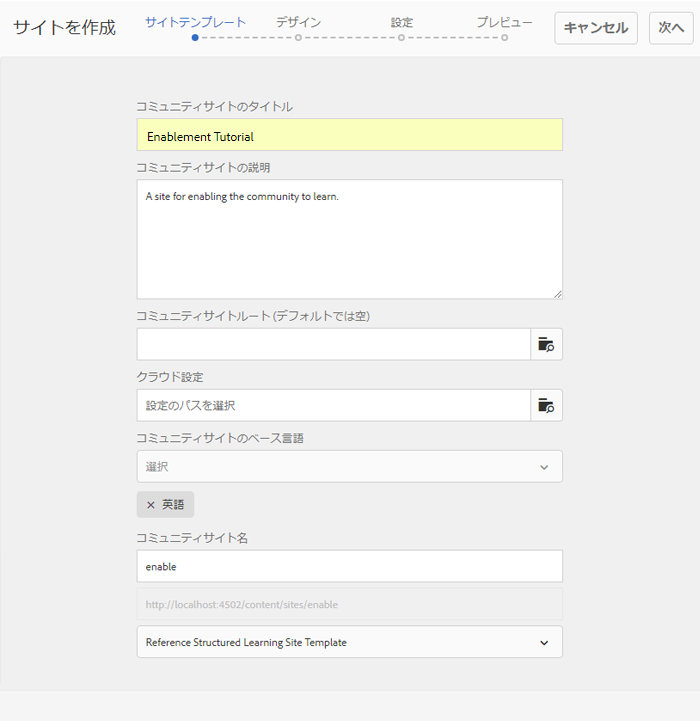 サイトを作成
サイトテンプレート デザイン 設定 プレビュー
キャンセル 次へ
コミュニティサイトのタイトル
Enablement Tutorial
コミュニティサイトの説明
A site for enabling the community to learn.
コミュニティサイトルート (デフォルトでは空)
クラウド設定
設定のパスを選択
コミュニティサイトのベース言語
選択
× 英語
コミュニティサイト名
enable
http://localhost:4502/content/sites/enable
Reference Structured Learning Site Template